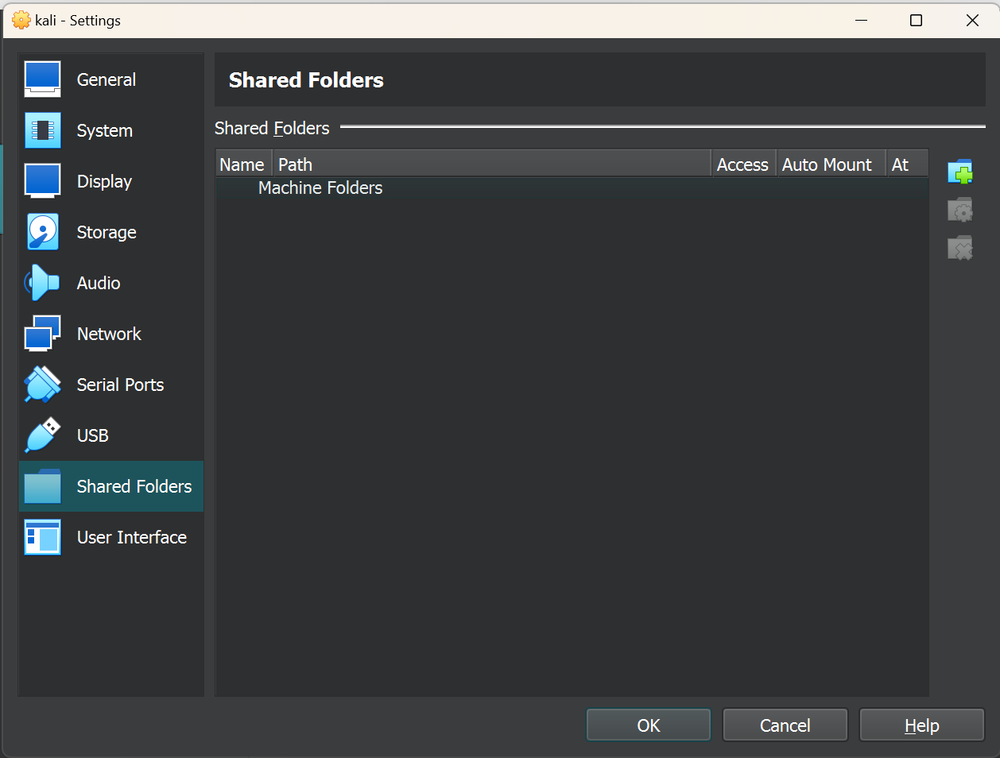 kali - Settings
General
System
Display
Storage
Audio
Network
Serial Ports
USB
Shared Folders
User Interface
Shared Folders
Shared Folders
Name Path Access Auto Mount At
Machine Folders
OK Cancel Help